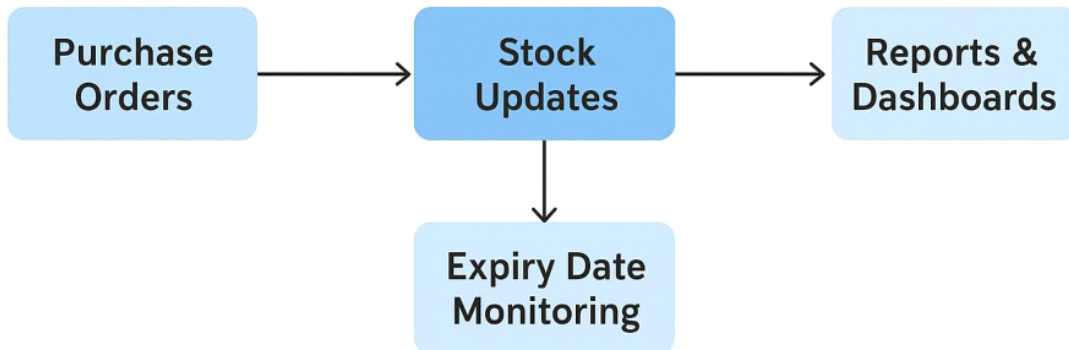 Purchase
Orders
Stock
Updates
Reports &
Dashboards
Expiry Date
Monitoring